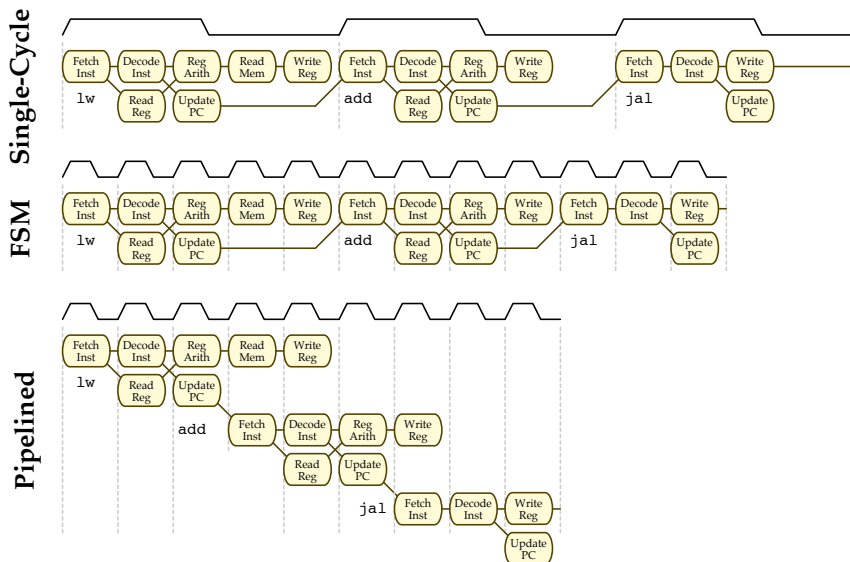 Single-Cycle
Fetch Inst
Decode Inst
Reg Arith
Read Mem
Write Reg
Fetch Inst
Decode Inst
Reg Arith
Write Reg
Fetch Inst
Decode Inst
Write Reg
lw
Read Reg
Update PC
add
Read Reg
Update PC
jal
Update PC
FSM
Fetch Inst
Decode Inst
Reg Arith
Read Mem
Write Reg
Fetch Inst
Decode Inst
Reg Arith
Write Reg
Fetch Inst
Decode Inst
Write Reg
lw
Read Reg
Update PC
add
Read Reg
Update PC
jal
Update PC
Pipelined
Fetch Inst
Decode Inst
Reg Arith
Read Mem
Write Reg
lw
Read Reg
Update PC
add
Fetch Inst
Decode Inst
Reg Arith
Write Reg
Read Reg
Update PC
jal
Fetch Inst
Decode Inst
Write Reg
Update PC